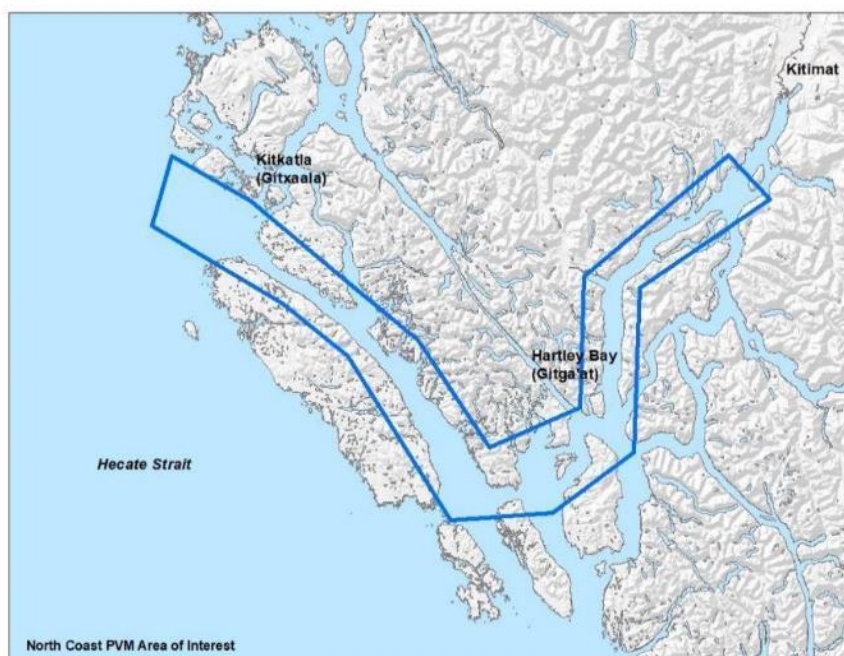 Kitimat
Kitkatla
(Gitxaala)
Hartley Bay
(Gitga'at)
Hecate Strait
North Coast PVM Area of Interest